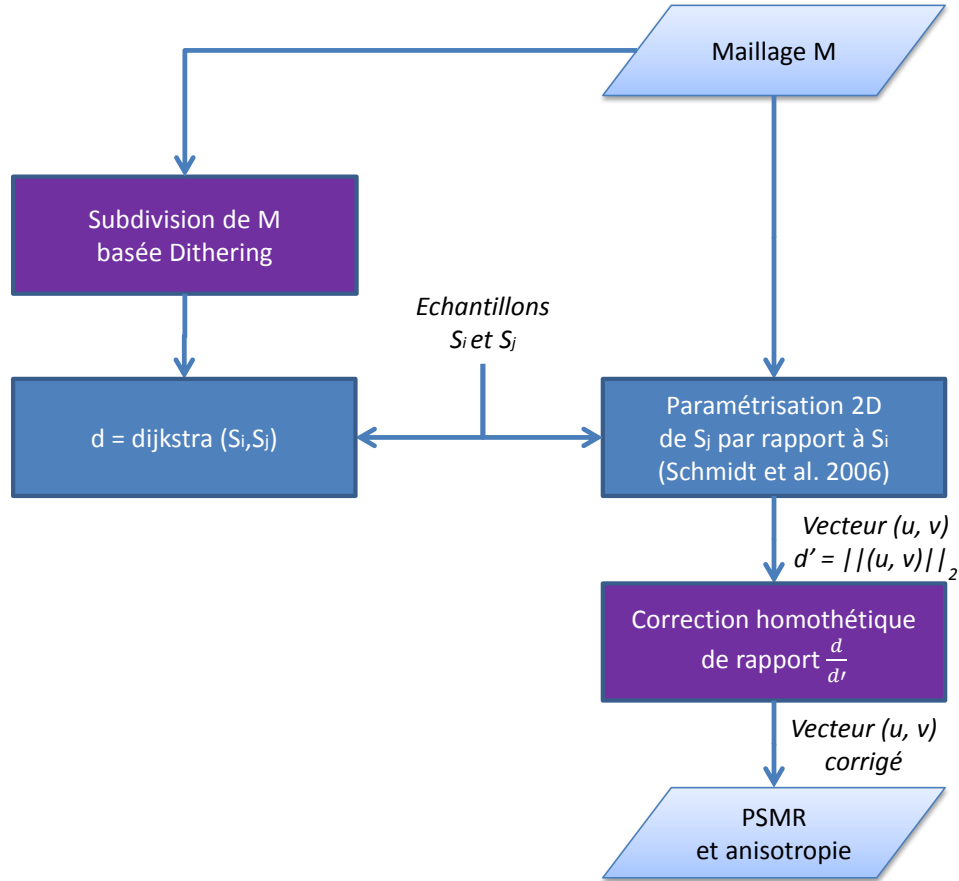 Maillage M
Subdivision de M
basée Dithering
Echantillons
Si et Sj
d = dijkstra (Si,Sj)
Paramétrisation 2D
de Sj par rapport à Si
(Schmidt et al. 2006)
Vecteur (u, v)
d’ = ||(u, v)||2
Correction homothétique
de rapport d/d′
Vecteur (u, v)
corrigé
PSMR
et anisotropie